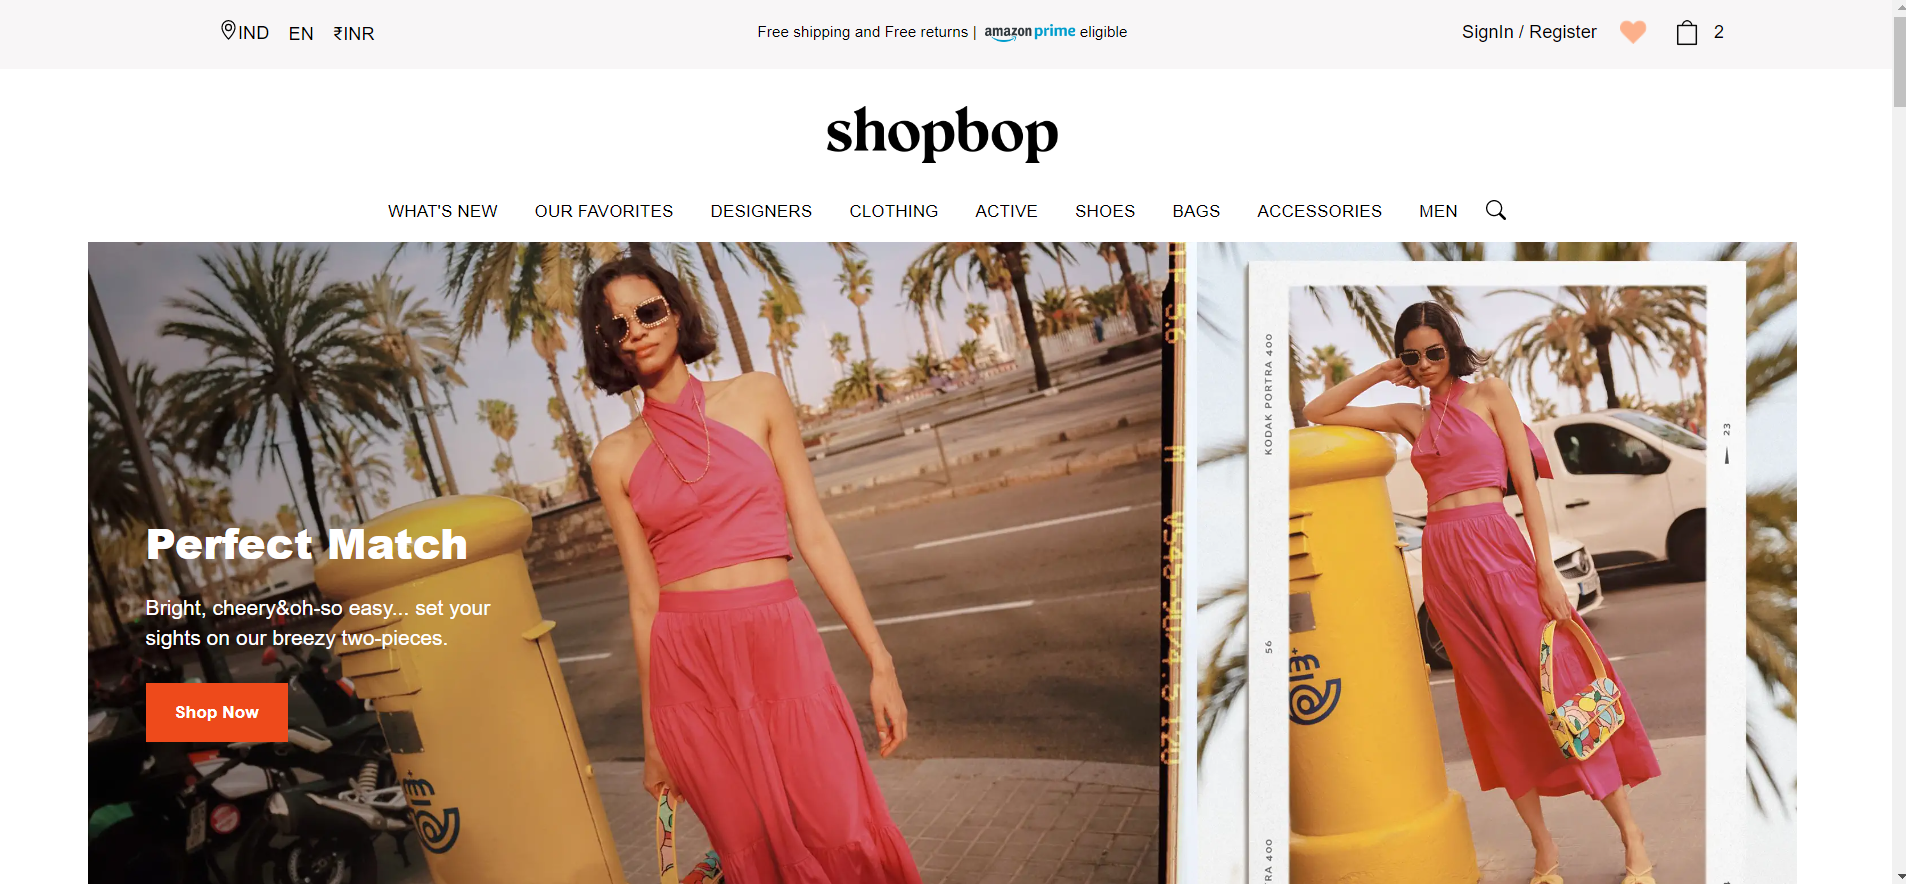 IND EN ₹INR
Free shipping and Free returns | amazon prime eligible
SignIn / Register
2
shopbop
WHAT'S NEW OUR FAVORITES DESIGNERS CLOTHING ACTIVE SHOES BAGS ACCESSORIES MEN
Perfect Match
Bright, cheery&oh-so easy... set your
sights on our breezy two-pieces.
Shop Now
KODAK PORTRA 400
23
56
RA 400